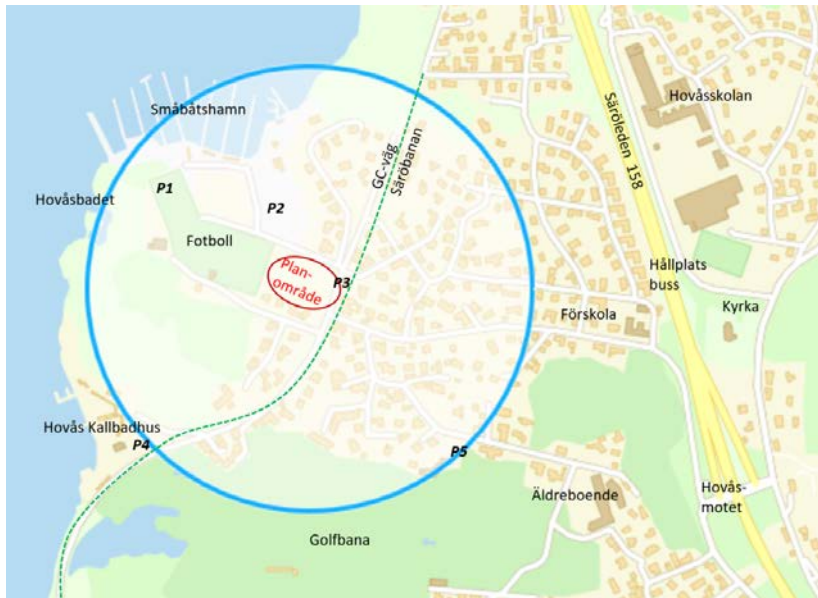 Småbåtshamn
Hovåsskolan
Säröleden 158
GC-väg
Säröbanan
P1
Hovåsbadet
P2
Fotboll
Plan-
område
P3
Hållplats
buss
Kyrka
Förskola
Hovås Kallbadhus
P4
P5
Äldreboende
Hovås-
motet
Golfbana